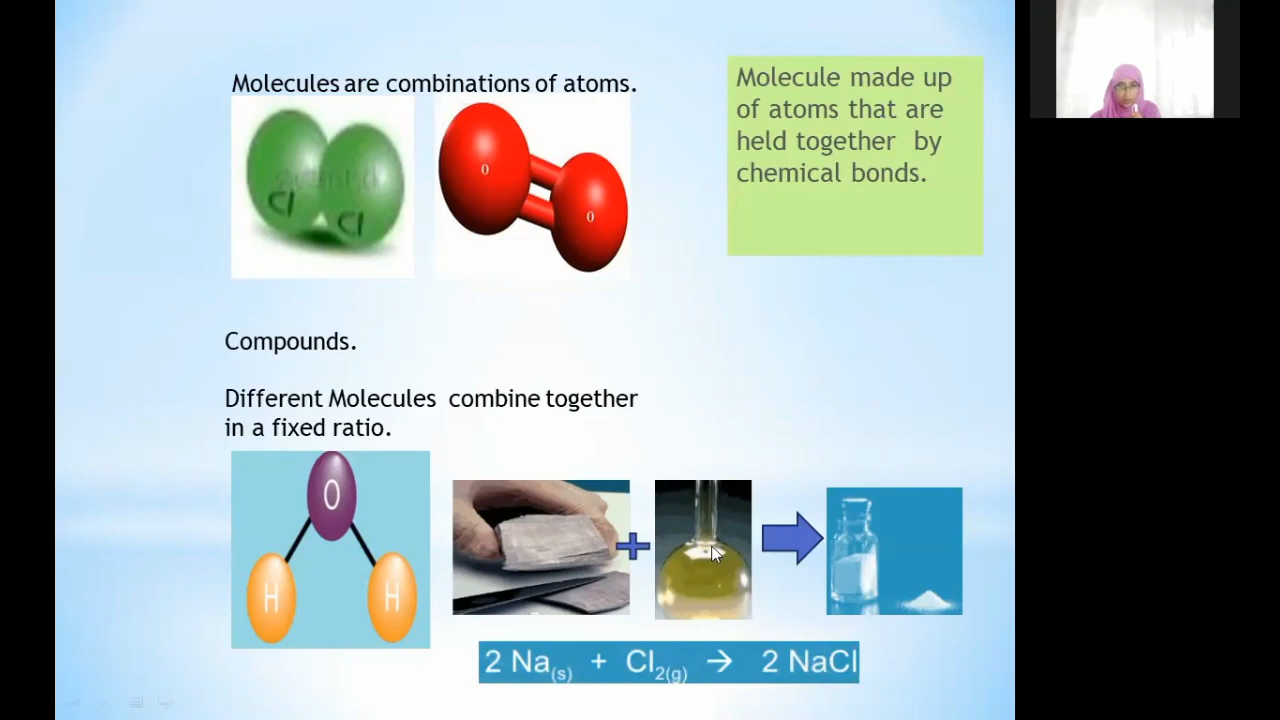 Molecules are combinations of atoms.
Cl
Cl
O
O
Molecule made up
of atoms that are
held together by
chemical bonds.
Compounds.
Different Molecules combine together
in a fixed ratio.
O
H
H
2 Na(s) + Cl2(g) → 2 NaCl